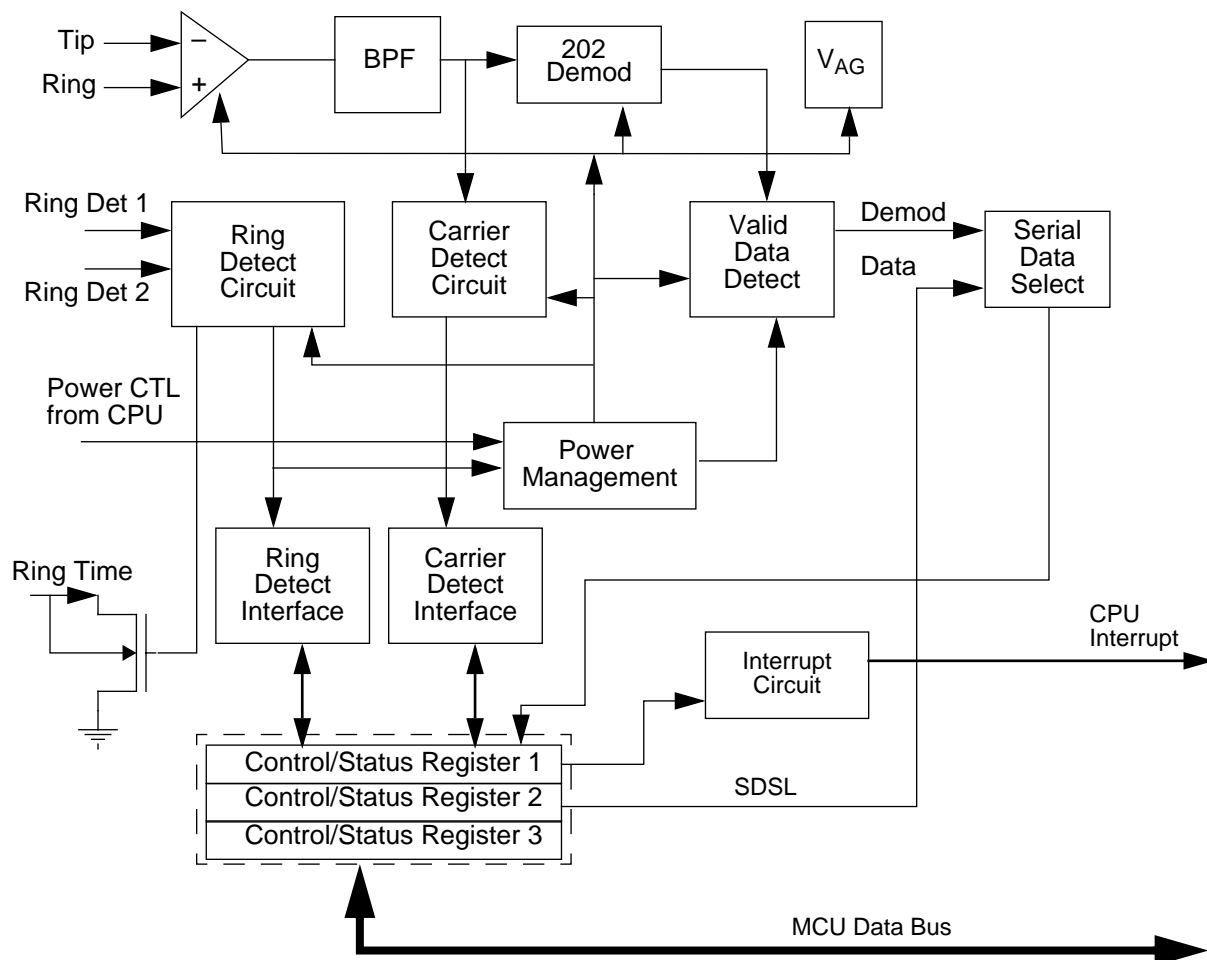 Tip
−
Ring
+
BPF
202
Demod
VAG
Ring Det 1
Ring Det 2
Ring
Detect
Circuit
Carrier
Detect
Circuit
Valid
Data
Detect
Demod
Data
Serial
Data
Select
Power CTL
from CPU
Power
Management
Ring Time
Ring
Detect
Interface
Carrier
Detect
Interface
Interrupt
Circuit
CPU
Interrupt
Control/Status Register 1
Control/Status Register 2
Control/Status Register 3
SDSL
MCU Data Bus